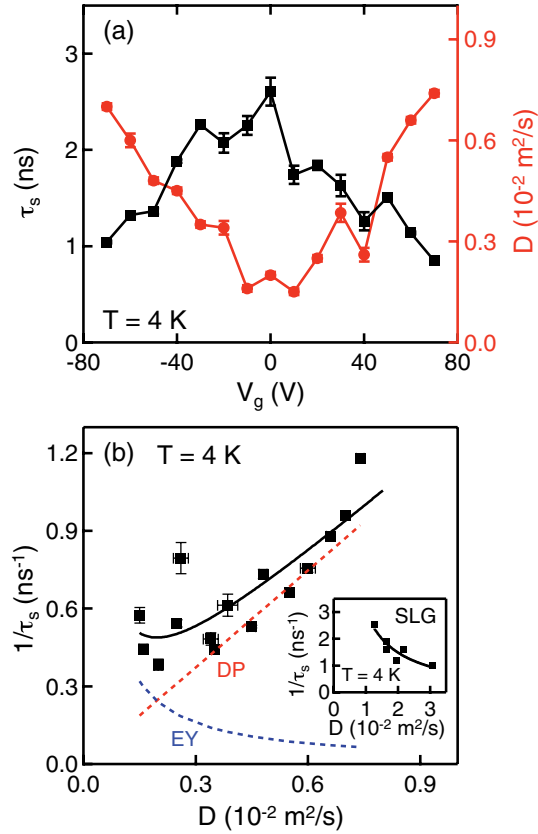 (a)
3
2
1
0
τs (ns)
0.9
0.6
0.3
0.0
D (10-2 m2/s)
T = 4 K
-80
-40
0
40
80
Vg (V)
(b)
T = 4 K
1.2
0.9
0.6
0.3
0.0
1/τs (ns-1)
DP
EY
SLG
T = 4 K
3
2
1
0
1/τs (ns-1)
0
1
2
3
D (10-2 m2/s)
0.0
0.3
0.6
0.9
D (10-2 m2/s)